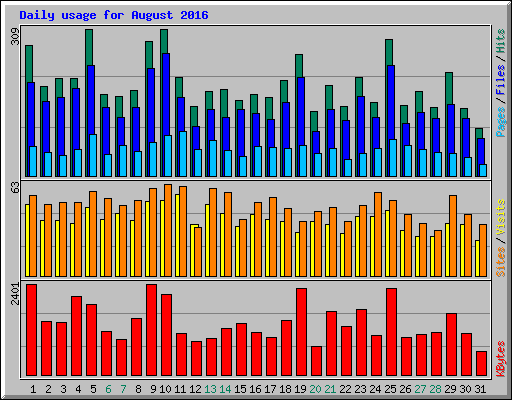 Daily usage for August 2016
309
Pages / Files / Hits
63
Sites / Visits
2401
KBytes
1 2 3 4 5 6 7 8 9 10 11 12 13 14 15 16 17 18 19 20 21 22 23 24 25 26 27 28 29 30 31